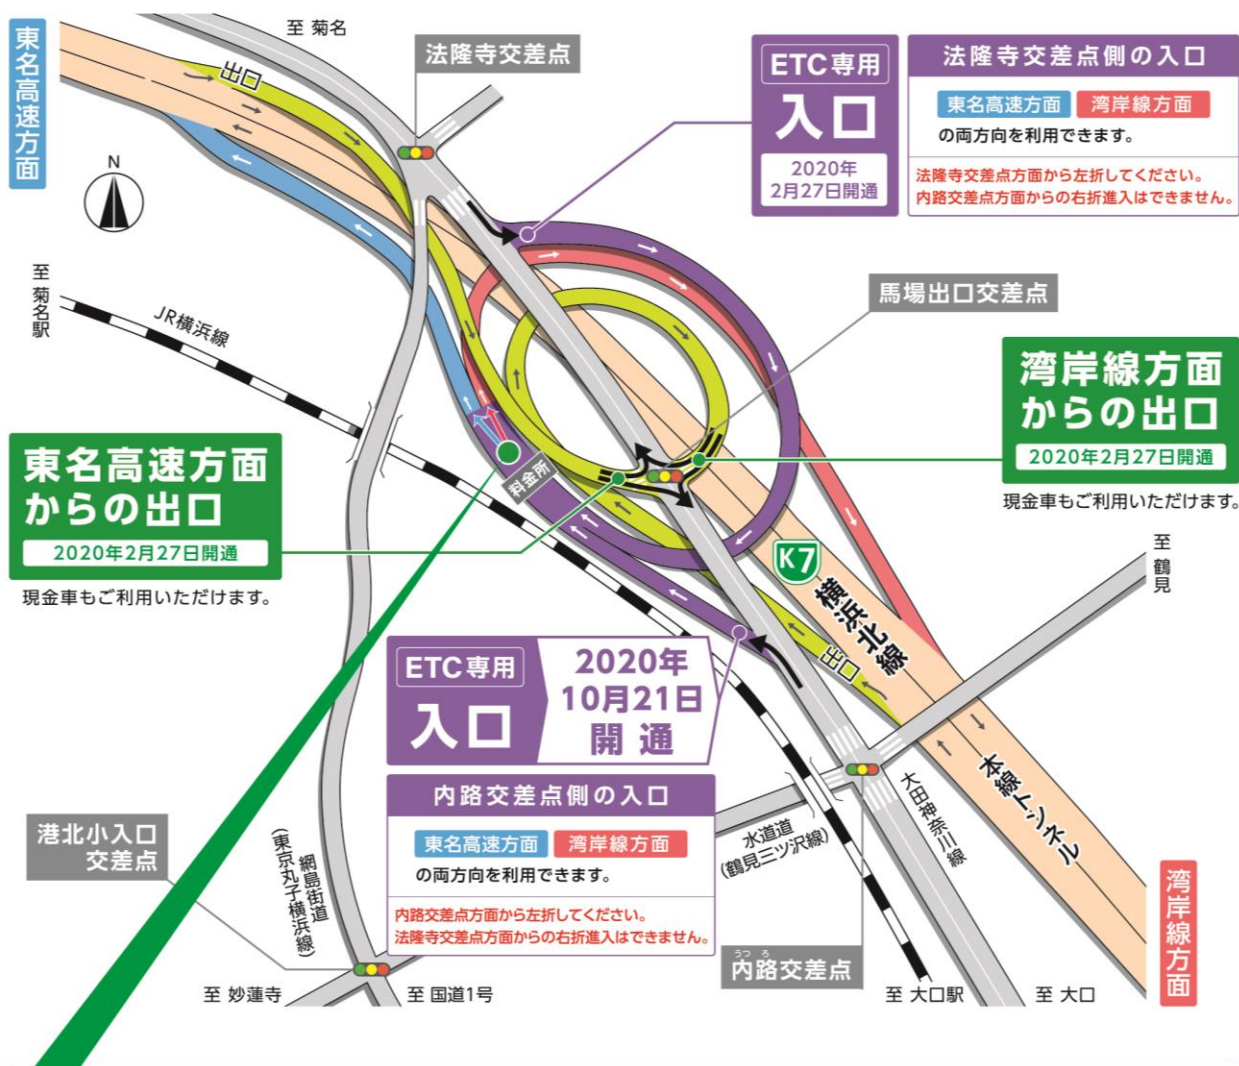 東名高速方面
至 菊名
法隆寺交差点
出口
N
至 菊名駅
JR横浜線
ETC専用
入口
2020年
2月27日開通
法隆寺交差点側の入口
東名高速方面 湾岸線方面
の両方向を利用できます。
法隆寺交差点方面から左折してください。
内路交差点方面からの右折進入はできません。
馬場出口交差点
湾岸線方面
からの出口
2020年2月27日開通
現金車もご利用いただけます。
東名高速方面
からの出口
2020年2月27日開通
現金車もご利用いただけます。
料金所
K7
横浜北線
至 鶴見
出口
ETC専用
入口
2020年
10月21日
開通
内路交差点側の入口
東名高速方面 湾岸線方面
の両方向を利用できます。
内路交差点方面から左折してください。
法隆寺交差点方面からの右折進入はできません。
港北小入口
交差点
綱島街道
(東京丸子横浜線)
水道道
(鶴見三ツ沢線)
大田神奈川線
本線トンネル
湾岸線方面
うつ ろ
内路交差点
至 妙蓮寺
至 国道1号
至 大口駅
至 大口